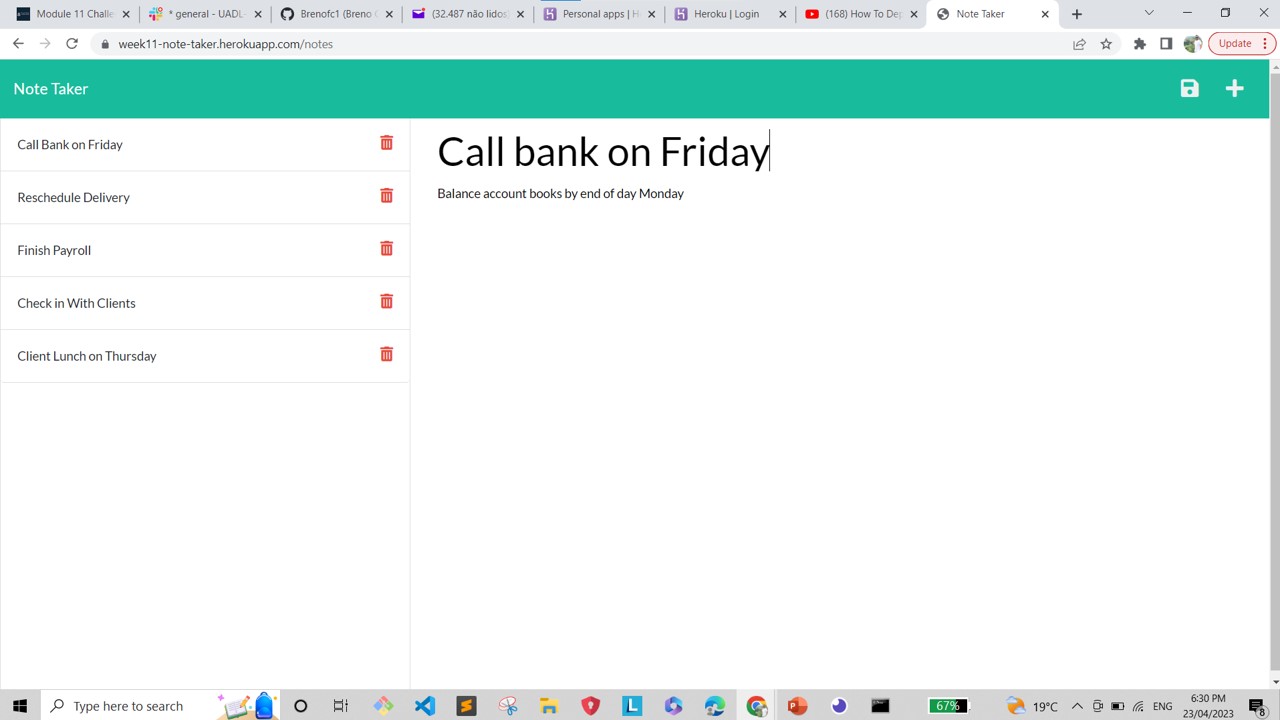 Module 11 Challe
* general - UADL
Brenofc1 (Breno C
(32.487 não lidos)
Personal apps | H
Heroku | Login
(168) How To Dep
Note Taker
week11-note-taker.herokuapp.com/notes
Update
Note Taker
Call Bank on Friday
Reschedule Delivery
Finish Payroll
Check in With Clients
Client Lunch on Thursday
Call bank on Friday
Balance account books by end of day Monday
Type here to search
L
67%
19°C
ENG
6:30 PM
23/04/2023
8